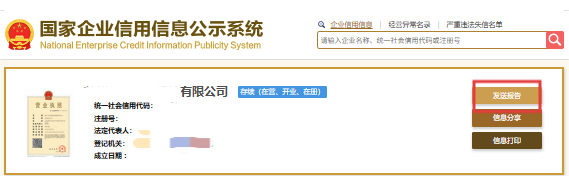 国家企业信用信息公示系统
National Enterprise Credit Information Publicity System
企业信用信息 | 经营异常名录 | 严重违法失信名单
请输入企业名称、统一社会信用代码或注册号
有限公司 存续（在营、开业、在册）
统一社会信用代码：
注册号：
法定代表人：
登记机关：
成立日期：
营业执照
发送报告
信息分享
信息打印